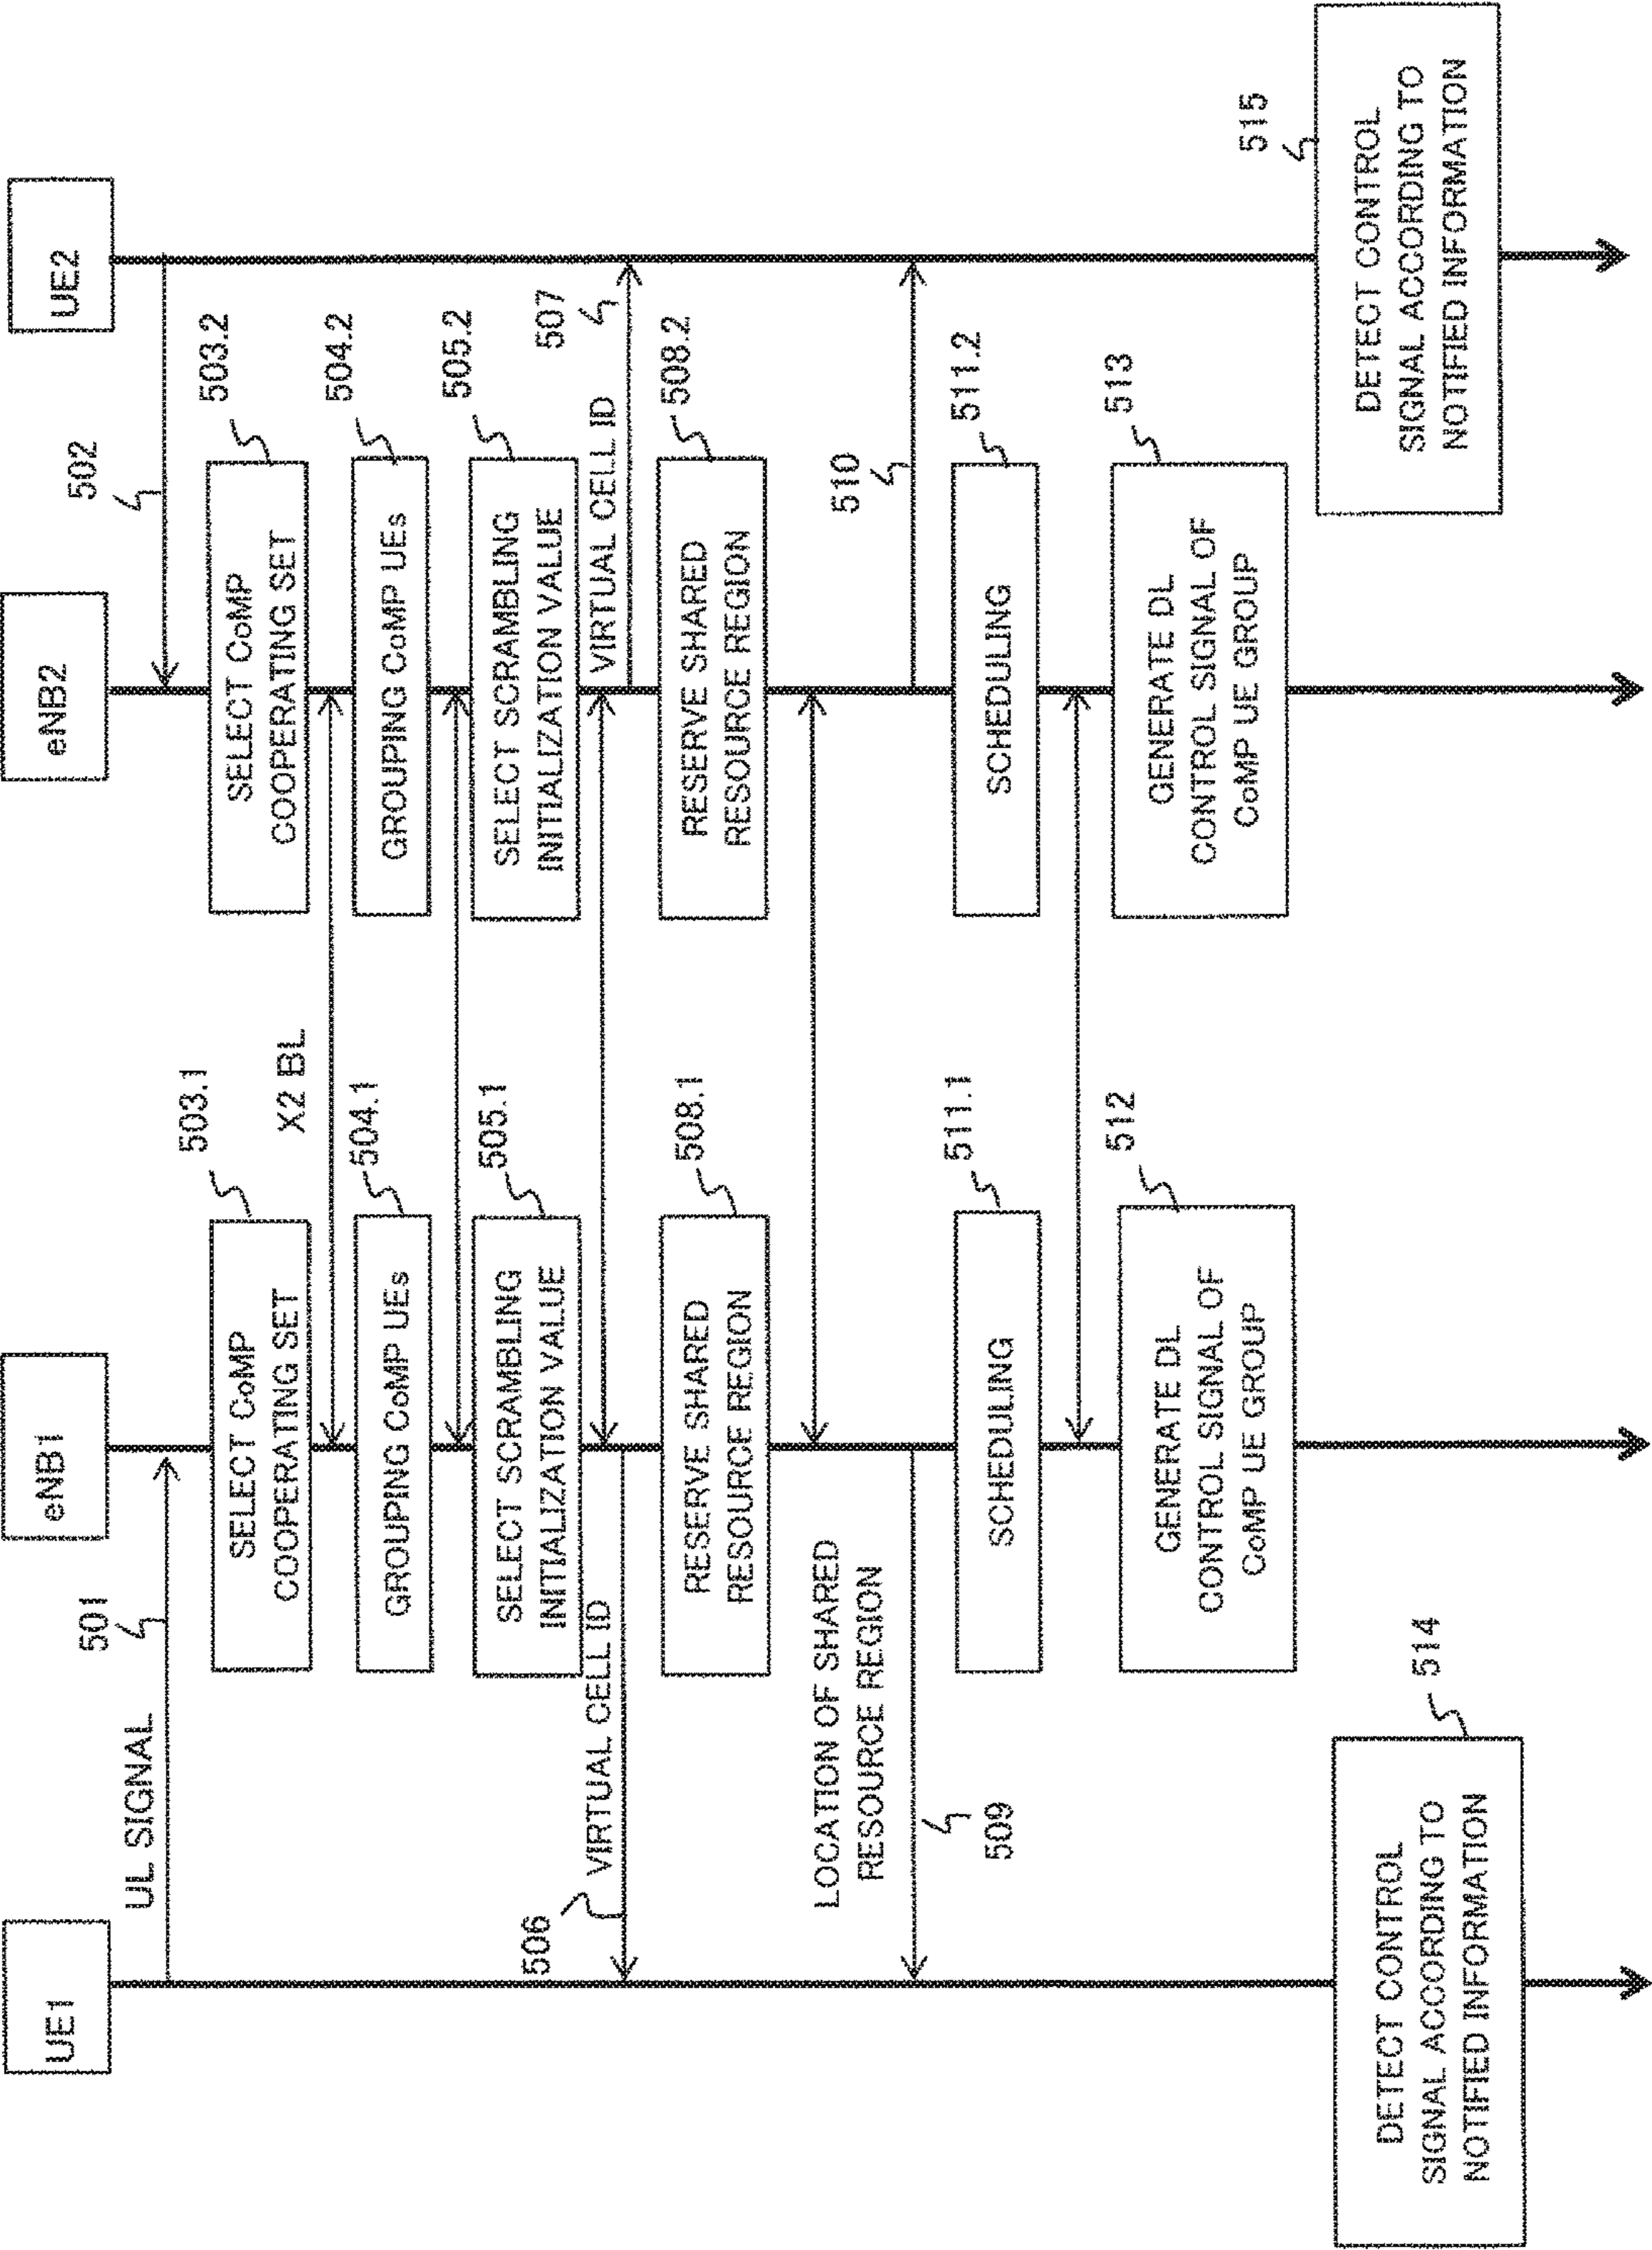 UE1
eNB1
eNB2
UE2
UL SIGNAL
501
502
SELECT CoMP
COOPERATING SET
503.1
SELECT CoMP
COOPERATING SET
503.2
X2 BL
GROUPING CoMP UEs
504.1
GROUPING CoMP UEs
504.2
SELECT SCRAMBLING
INITIALIZATION VALUE
505.1
SELECT SCRAMBLING
INITIALIZATION VALUE
505.2
506
VIRTUAL CELL ID
VIRTUAL CELL ID
507
RESERVE SHARED
RESOURCE REGION
508.1
RESERVE SHARED
RESOURCE REGION
508.2
LOCATION OF SHARED
RESOURCE REGION
509
510
SCHEDULING
511.1
SCHEDULING
511.2
GENERATE DL
CONTROL SIGNAL OF
CoMP UE GROUP
512
GENERATE DL
CONTROL SIGNAL OF
CoMP UE GROUP
513
DETECT CONTROL
SIGNAL ACCORDING TO
NOTIFIED INFORMATION
514
DETECT CONTROL
SIGNAL ACCORDING TO
NOTIFIED INFORMATION
515